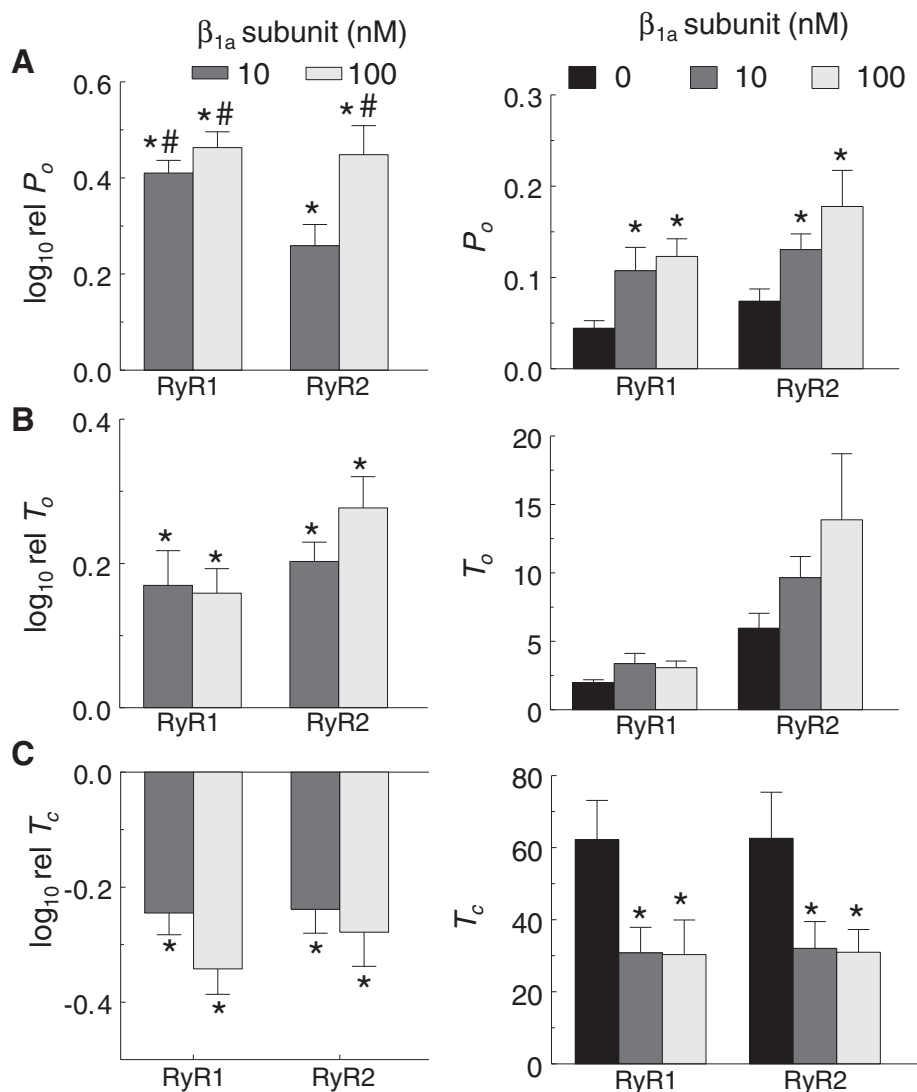 β1a subunit (nM)
10 100
β1a subunit (nM)
0 10 100
A
log10 rel Po
0.6
0.4
0.2
0.0
*# *# * *#
RyR1 RyR2
Po
0.3
0.2
0.1
0.0
* * * *
RyR1 RyR2
B
log10 rel To
0.4
0.2
0.0
* * * *
RyR1 RyR2
To
20
15
10
5
0
RyR1 RyR2
C
log10 rel Tc
0.0
-0.2
-0.4
* * * *
RyR1 RyR2
Tc
80
60
40
20
0
* * * *
RyR1 RyR2